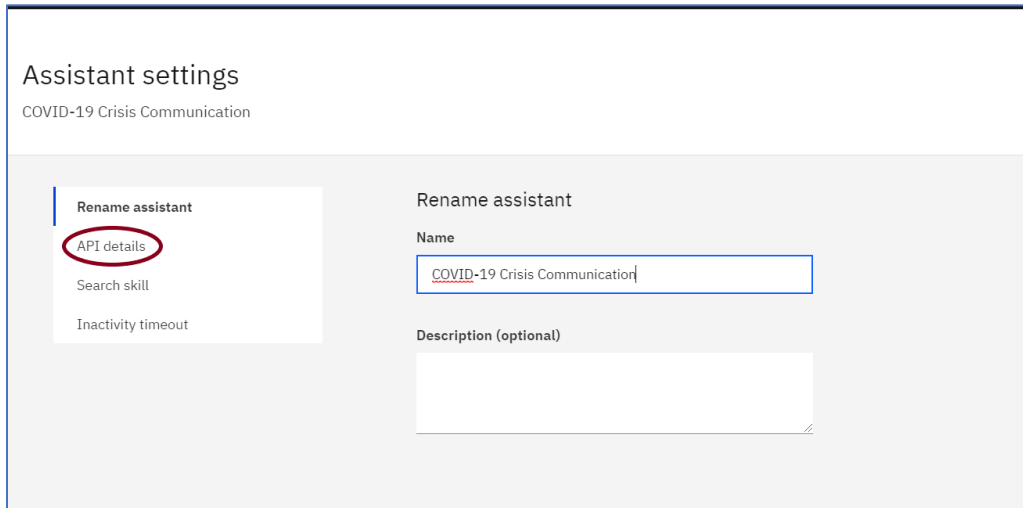 Assistant settings
COVID-19 Crisis Communication
Rename assistant
API details
Search skill
Inactivity timeout
Rename assistant
Name
COVID-19 Crisis Communication
Description (optional)